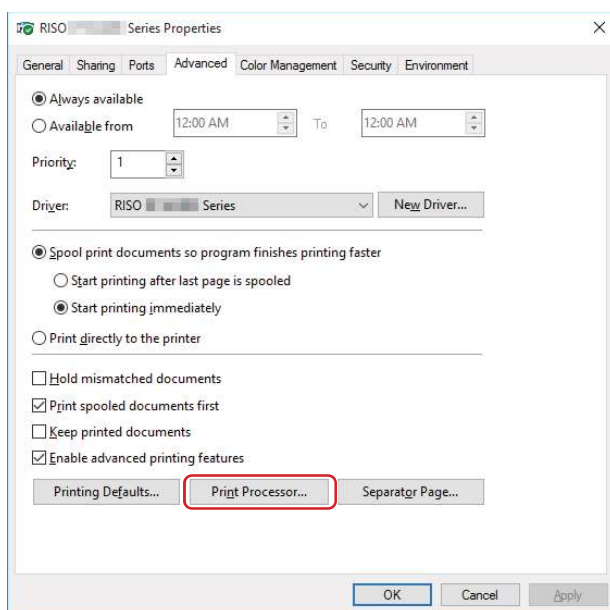 RISO Series Properties
General Sharing Ports Advanced Color Management Security Environment
Always available
Available from 12:00 AM To 12:00 AM
Priority: 1
Driver: RISO Series New Driver...
Spool print documents so program finishes printing faster
Start printing after last page is spooled
Start printing immediately
Print directly to the printer
Hold mismatched documents
Print spooled documents first
Keep printed documents
Enable advanced printing features
Printing Defaults... Print Processor... Separator Page...
OK Cancel Apply